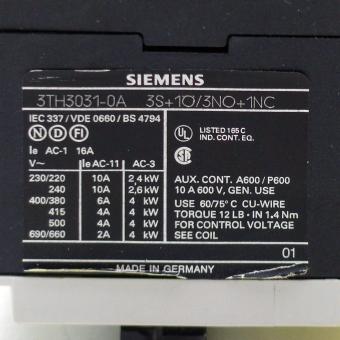 SIEMENS
3TH3031-0A 3S+1Ö/3NO+1NC
IEC 337/VDE 0660/BS 4794
N D FI
Ie AC-1 16A
V~ Ie AC-11 AC-3
230/220 10A 2,4 kW
240 10A 2,6 kW
400/380 6A 4 kW
415 4A 4 kW
500 4A 4 kW
690/660 2A 4 kW
UL LISTED 165 C
IND. CONT. EQ.
AUX. CONT. A600/P600
10 A 600 V, GEN. USE
USE 60/75°C CU-WIRE
TORQUE 12 LB·IN 1.4 Nm
FOR CONTROL VOLTAGE
SEE COIL
01
MADE IN GERMANY